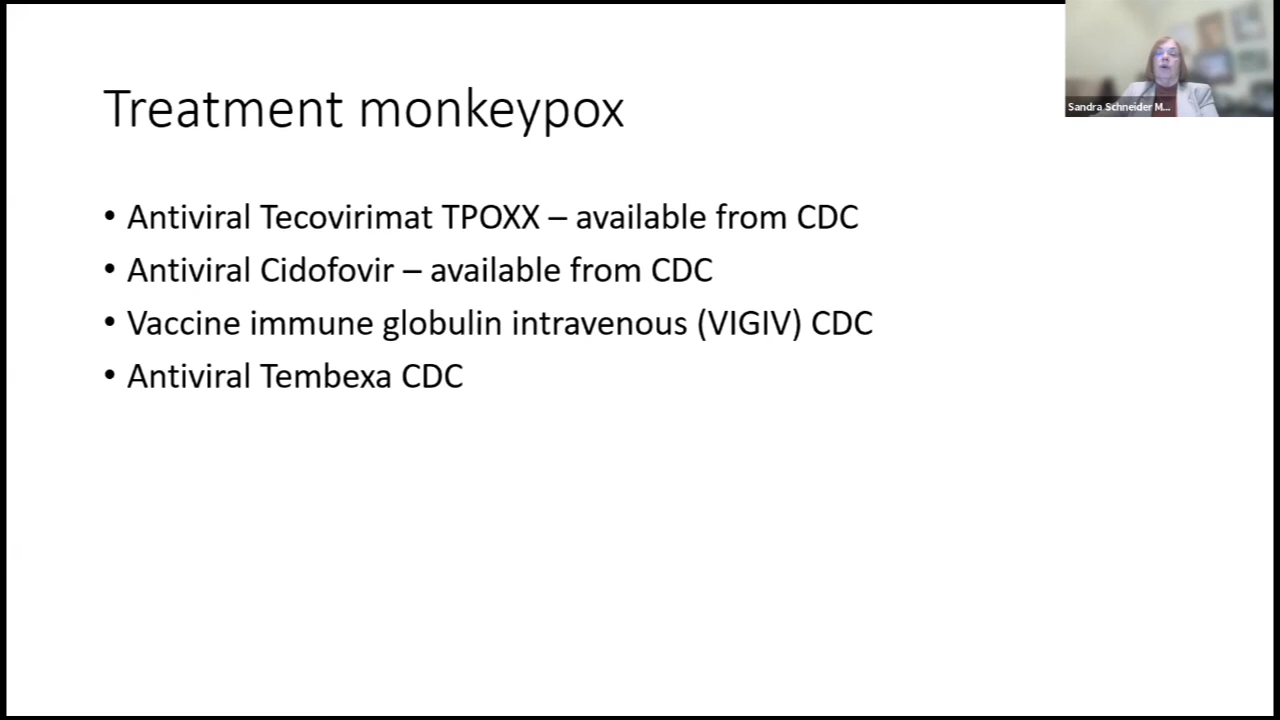 Treatment monkeypox
• Antiviral Tecovirimat TPOXX – available from CDC
• Antiviral Cidofovir – available from CDC
• Vaccine immune globulin intravenous (VIGIV) CDC
• Antiviral Tembexa CDC
Sandra Schneider M...